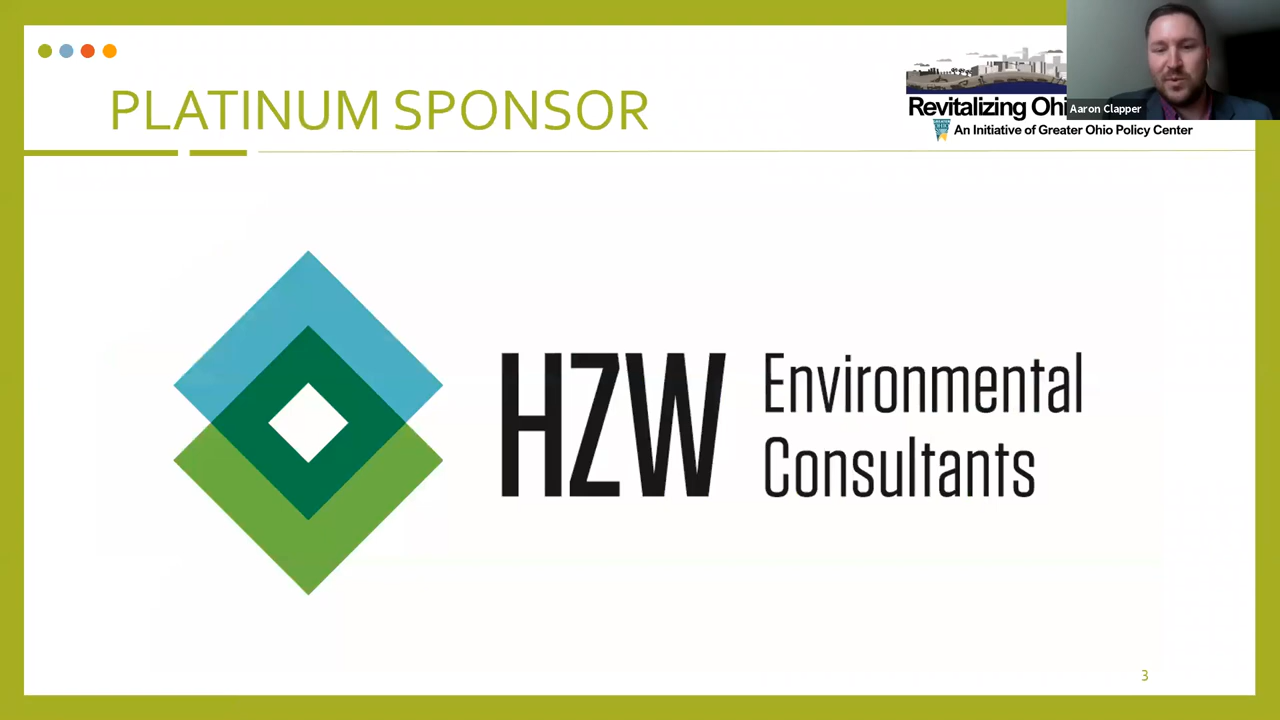 PLATINUM SPONSOR
Revitalizing Ohi
An Initiative of Greater Ohio Policy Center
Aaron Clapper
HZW
Environmental
Consultants
3